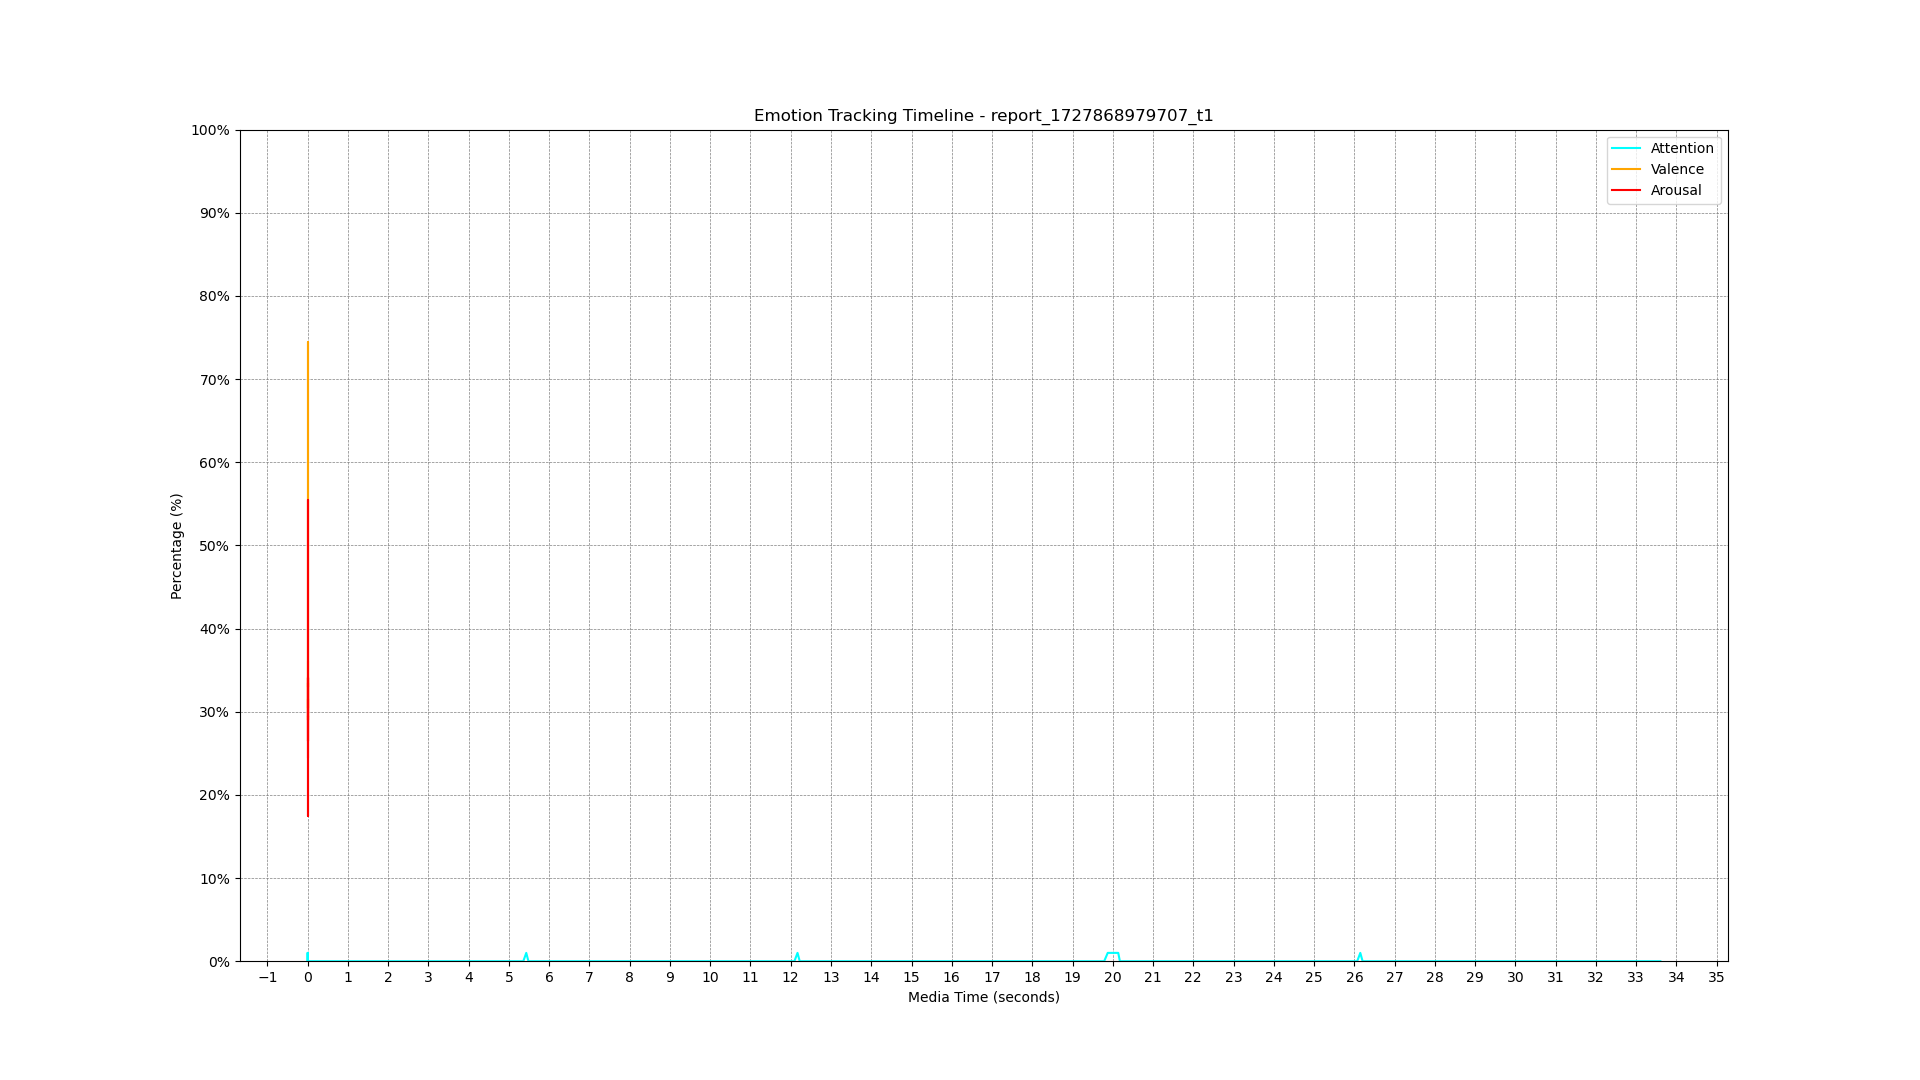 Emotion Tracking Timeline - report_1727868979707_t1
100%
90%
80%
70%
60%
50%
40%
30%
20%
10%
0%
Percentage (%)
Attention
Valence
Arousal
−1 0 1 2 3 4 5 6 7 8 9 10 11 12 13 14 15 16 17 18 19 20 21 22 23 24 25 26 27 28 29 30 31 32 33 34 35
Media Time (seconds)